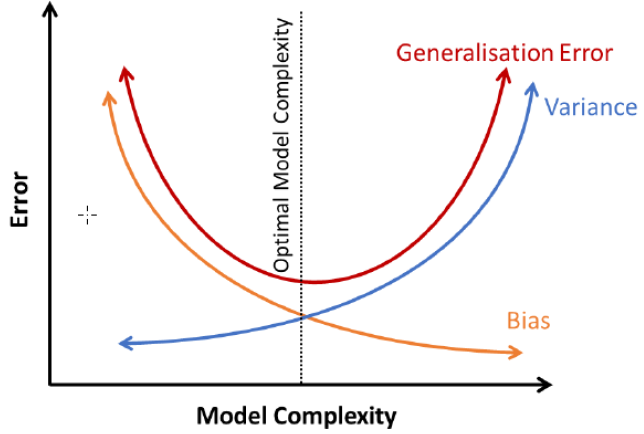 Generalisation Error
Variance
Optimal Model Complexity
Error
Bias
Model Complexity